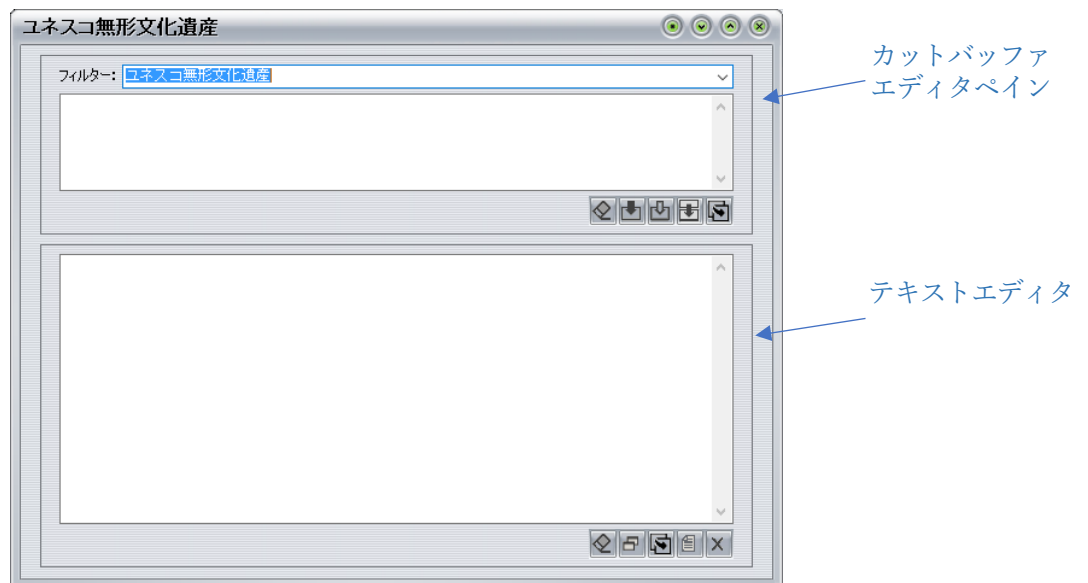 ユネスコ無形文化遺産
フィルター: ユネスコ無形文化遺産
カットバッファ
エディタペイン
テキストエディタ